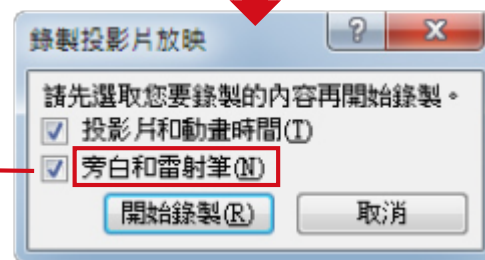 錄製投影片放映
請先選取您要錄製的內容再開始錄製。
投影片和動畫時間(T)
旁白和雷射筆(N)
開始錄製(R) 取消